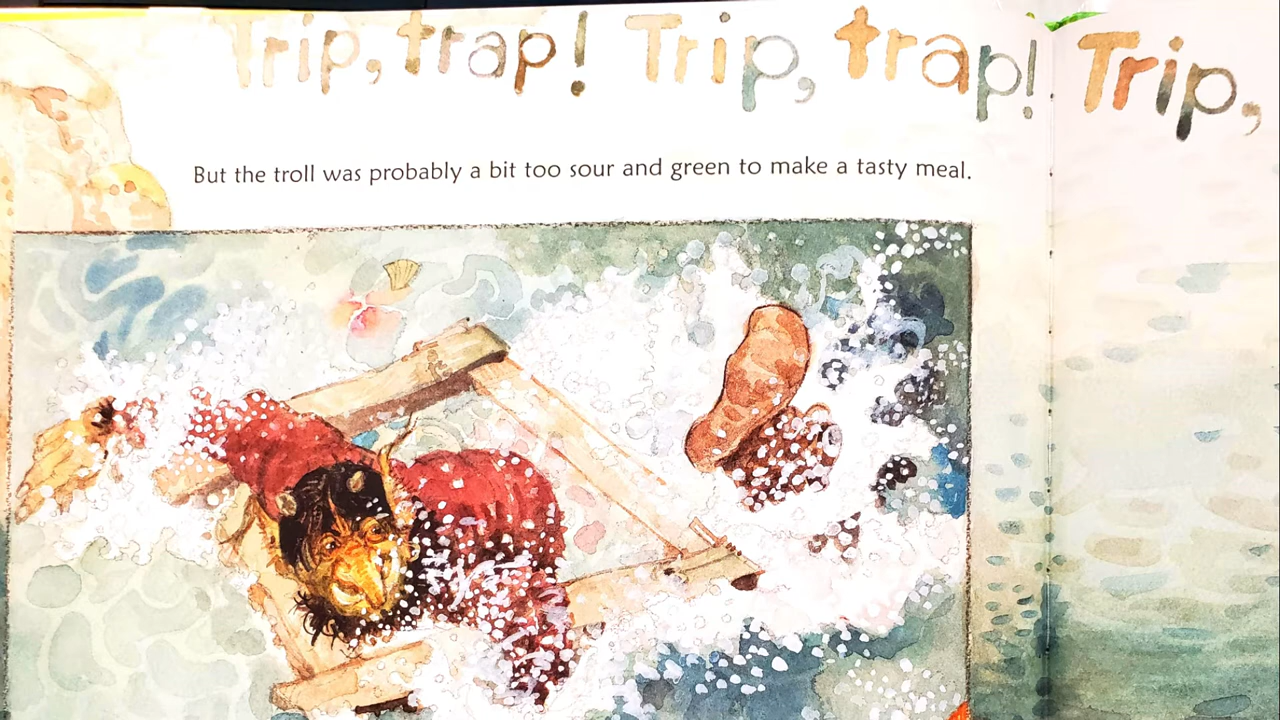 Trip, trap! Trip, trap! Trip,
But the troll was probably a bit too sour and green to make a tasty meal.